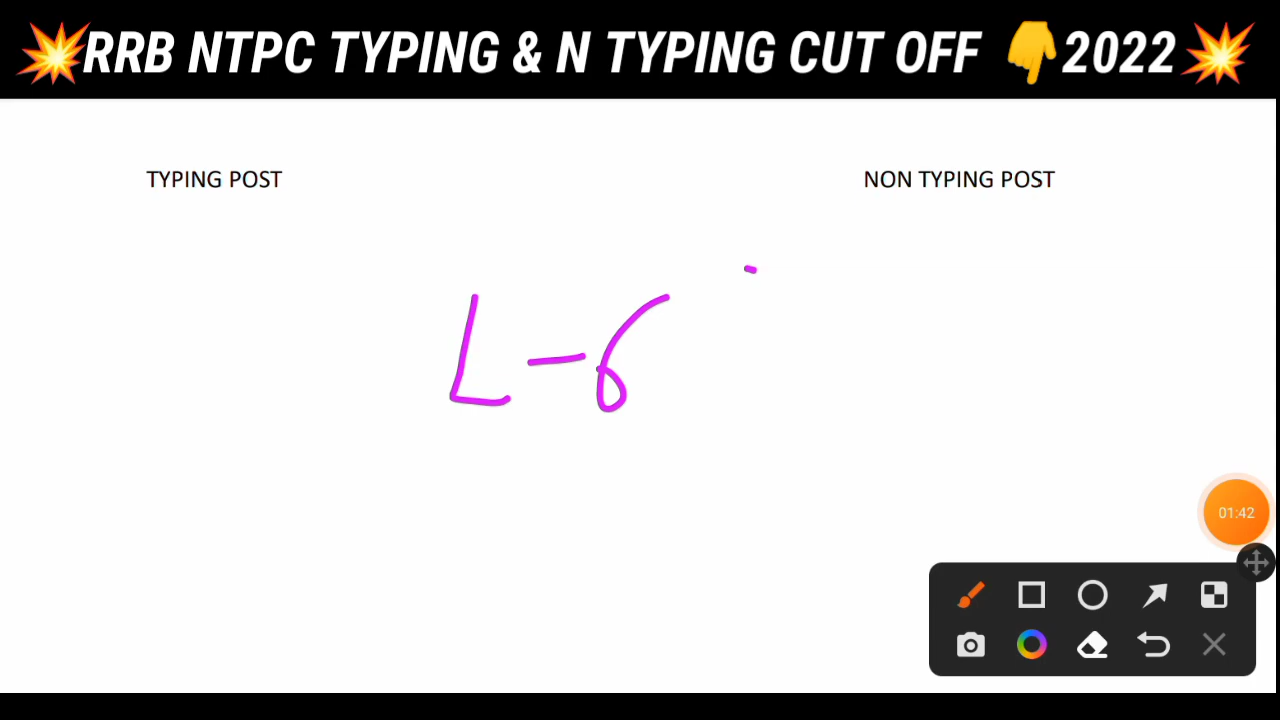 💥RRB NTPC TYPING & N TYPING CUT OFF 👇2022💥
TYPING POST
NON TYPING POST
L-6
01:42